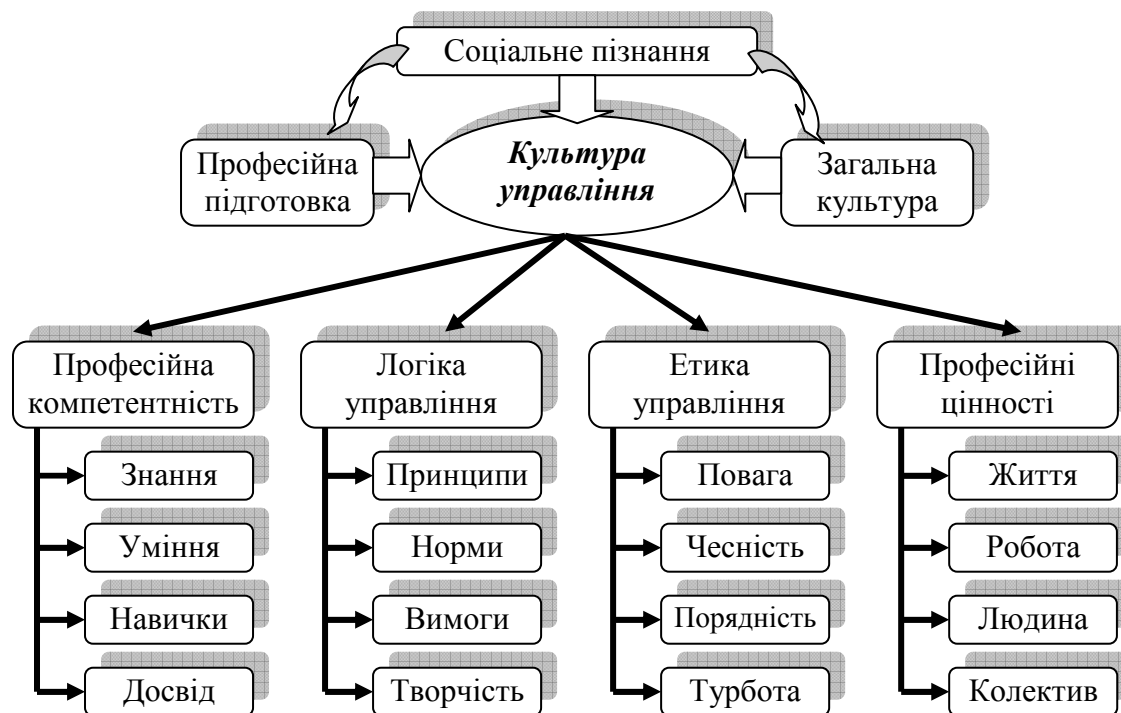 Соціальне пізнання
Професійна
підготовка
Культура
управління
Загальна
культура
Професійна
компетентність
Знання
Уміння
Навички
Досвід
Логіка
управління
Принципи
Норми
Вимоги
Творчість
Етика
управління
Повага
Чесність
Порядність
Турбота
Професійні
цінності
Життя
Робота
Людина
Колектив